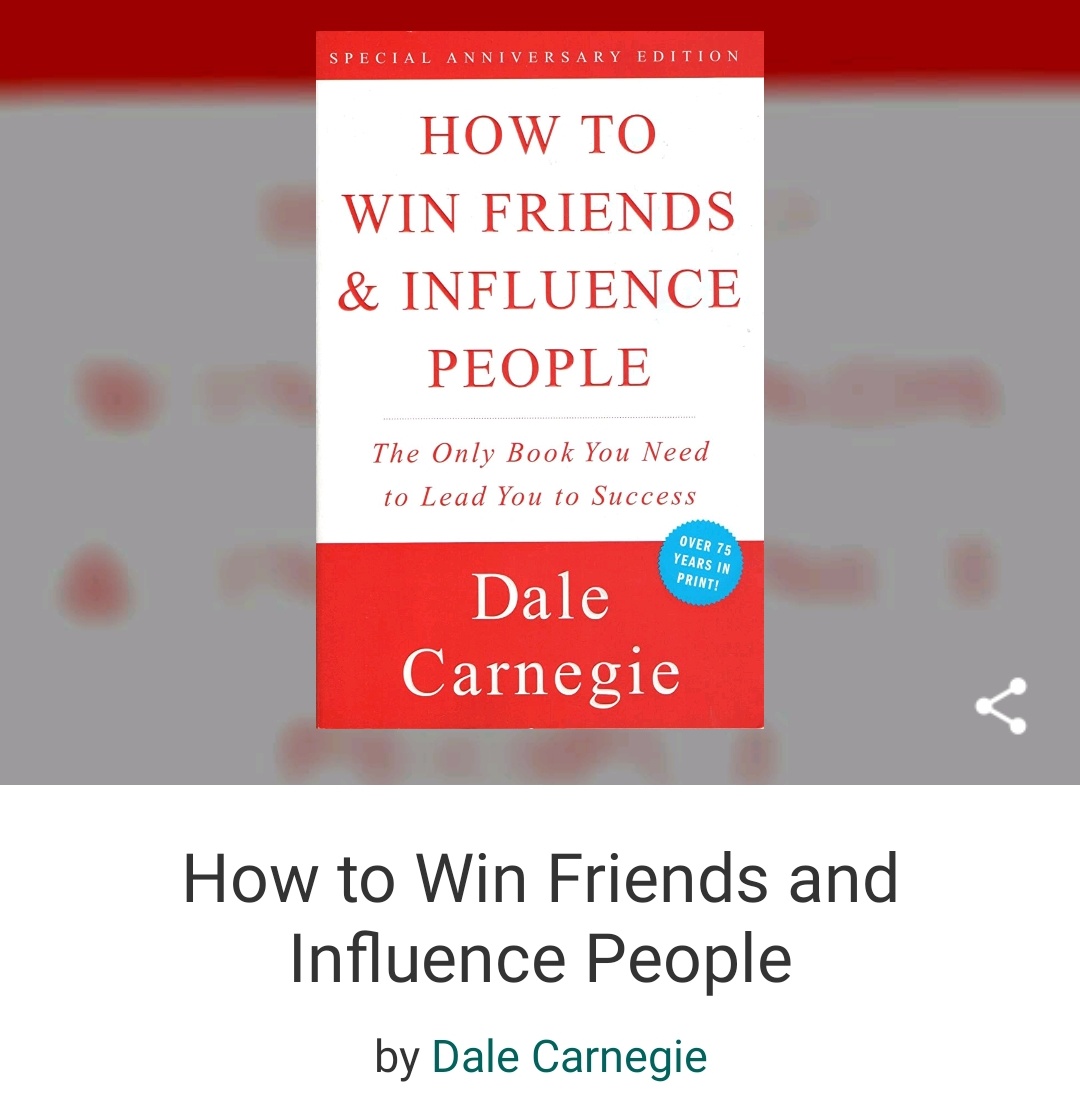 SPECIAL ANNIVERSARY EDITION
HOW TO
WIN FRIENDS
& INFLUENCE
PEOPLE
The Only Book You Need
to Lead You to Success
OVER 75
YEARS IN
PRINT!
Dale
Carnegie
How to Win Friends and
Influence People
by Dale Carnegie